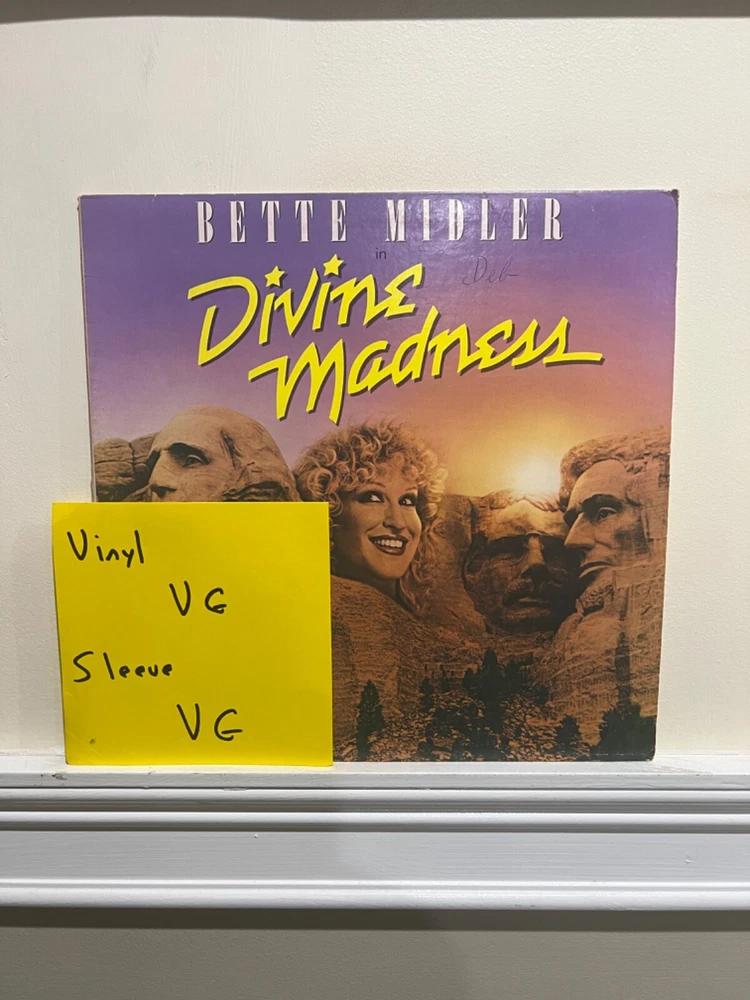 BETTE MIDLER
in
Deb
Divine
Madness
Vinyl
VG
Sleeve
VG